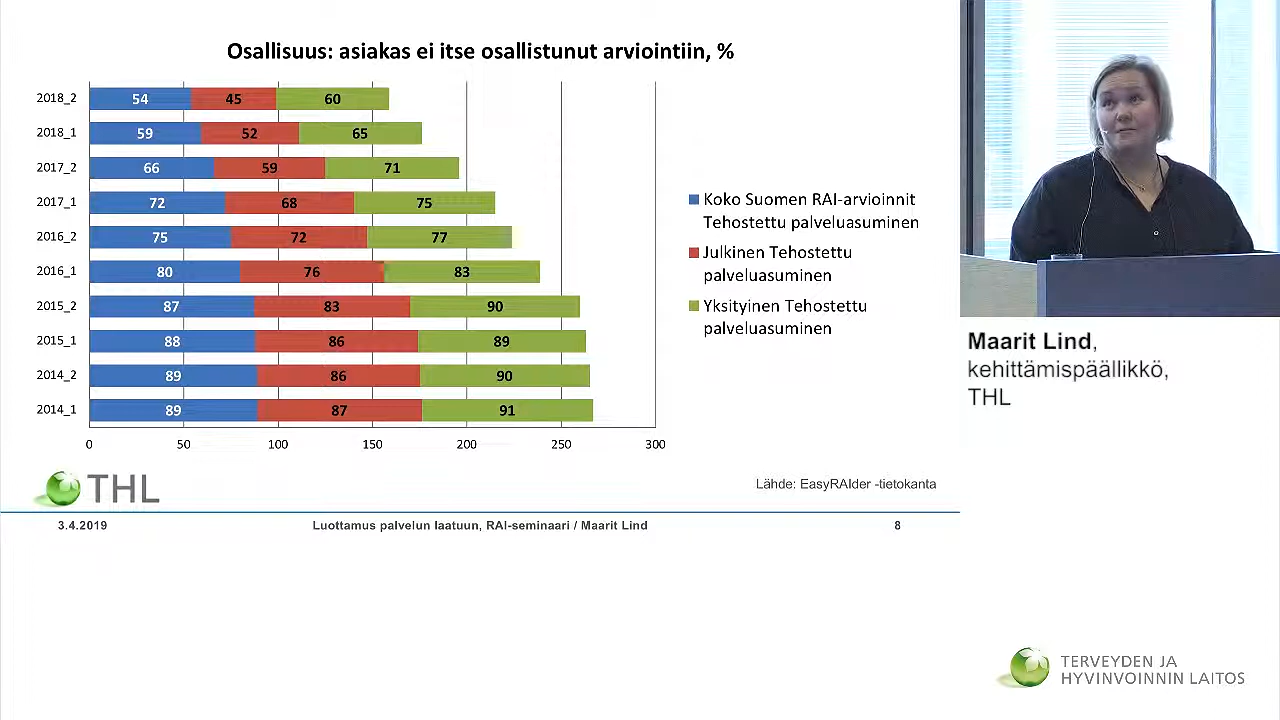 Osallisuus: asiakas ei itse osallistunut arviointiin,
2018_2 54 45 60
2018_1 59 52 65
2017_2 66 59 71
2017_1 72 68 75
2016_2 75 72 77
2016_1 80 76 83
2015_2 87 83 90
2015_1 88 86 89
2014_2 89 86 90
2014_1 89 87 91
0 50 100 150 200 250 300
Koko Suomen RAI-arvioinnit
Tehostettu palveluasuminen
Julkinen Tehostettu
palveluasuminen
Yksityinen Tehostettu
palveluasuminen
THL
Lähde: EasyRAIder -tietokanta
3.4.2019 Luottamus palvelun laatuun, RAI-seminaari / Maarit Lind 8
Maarit Lind,
kehittämispäällikkö,
THL
TERVEYDEN JA
HYVINVOINNIN LAITOS